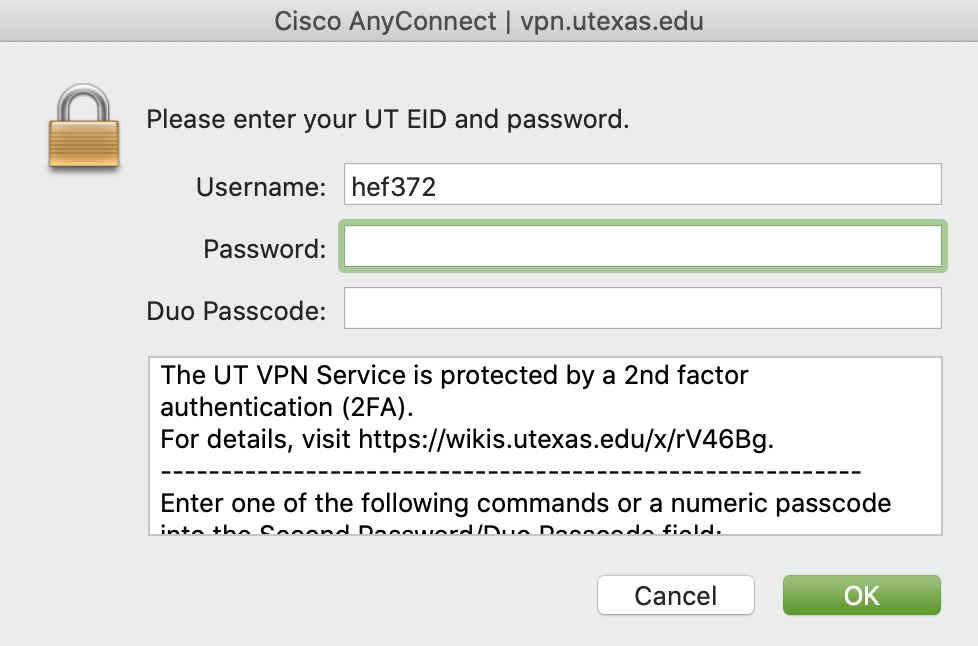 Cisco AnyConnect | vpn.utexas.edu
Please enter your UT EID and password.
Username: hef372
Password:
Duo Passcode:
The UT VPN Service is protected by a 2nd factor
authentication (2FA).
For details, visit https://wikis.utexas.edu/x/rV46Bg.
----------------------------------------------------------
Enter one of the following commands or a numeric passcode
into the Second Password/Duo Passcode field:
Cancel OK